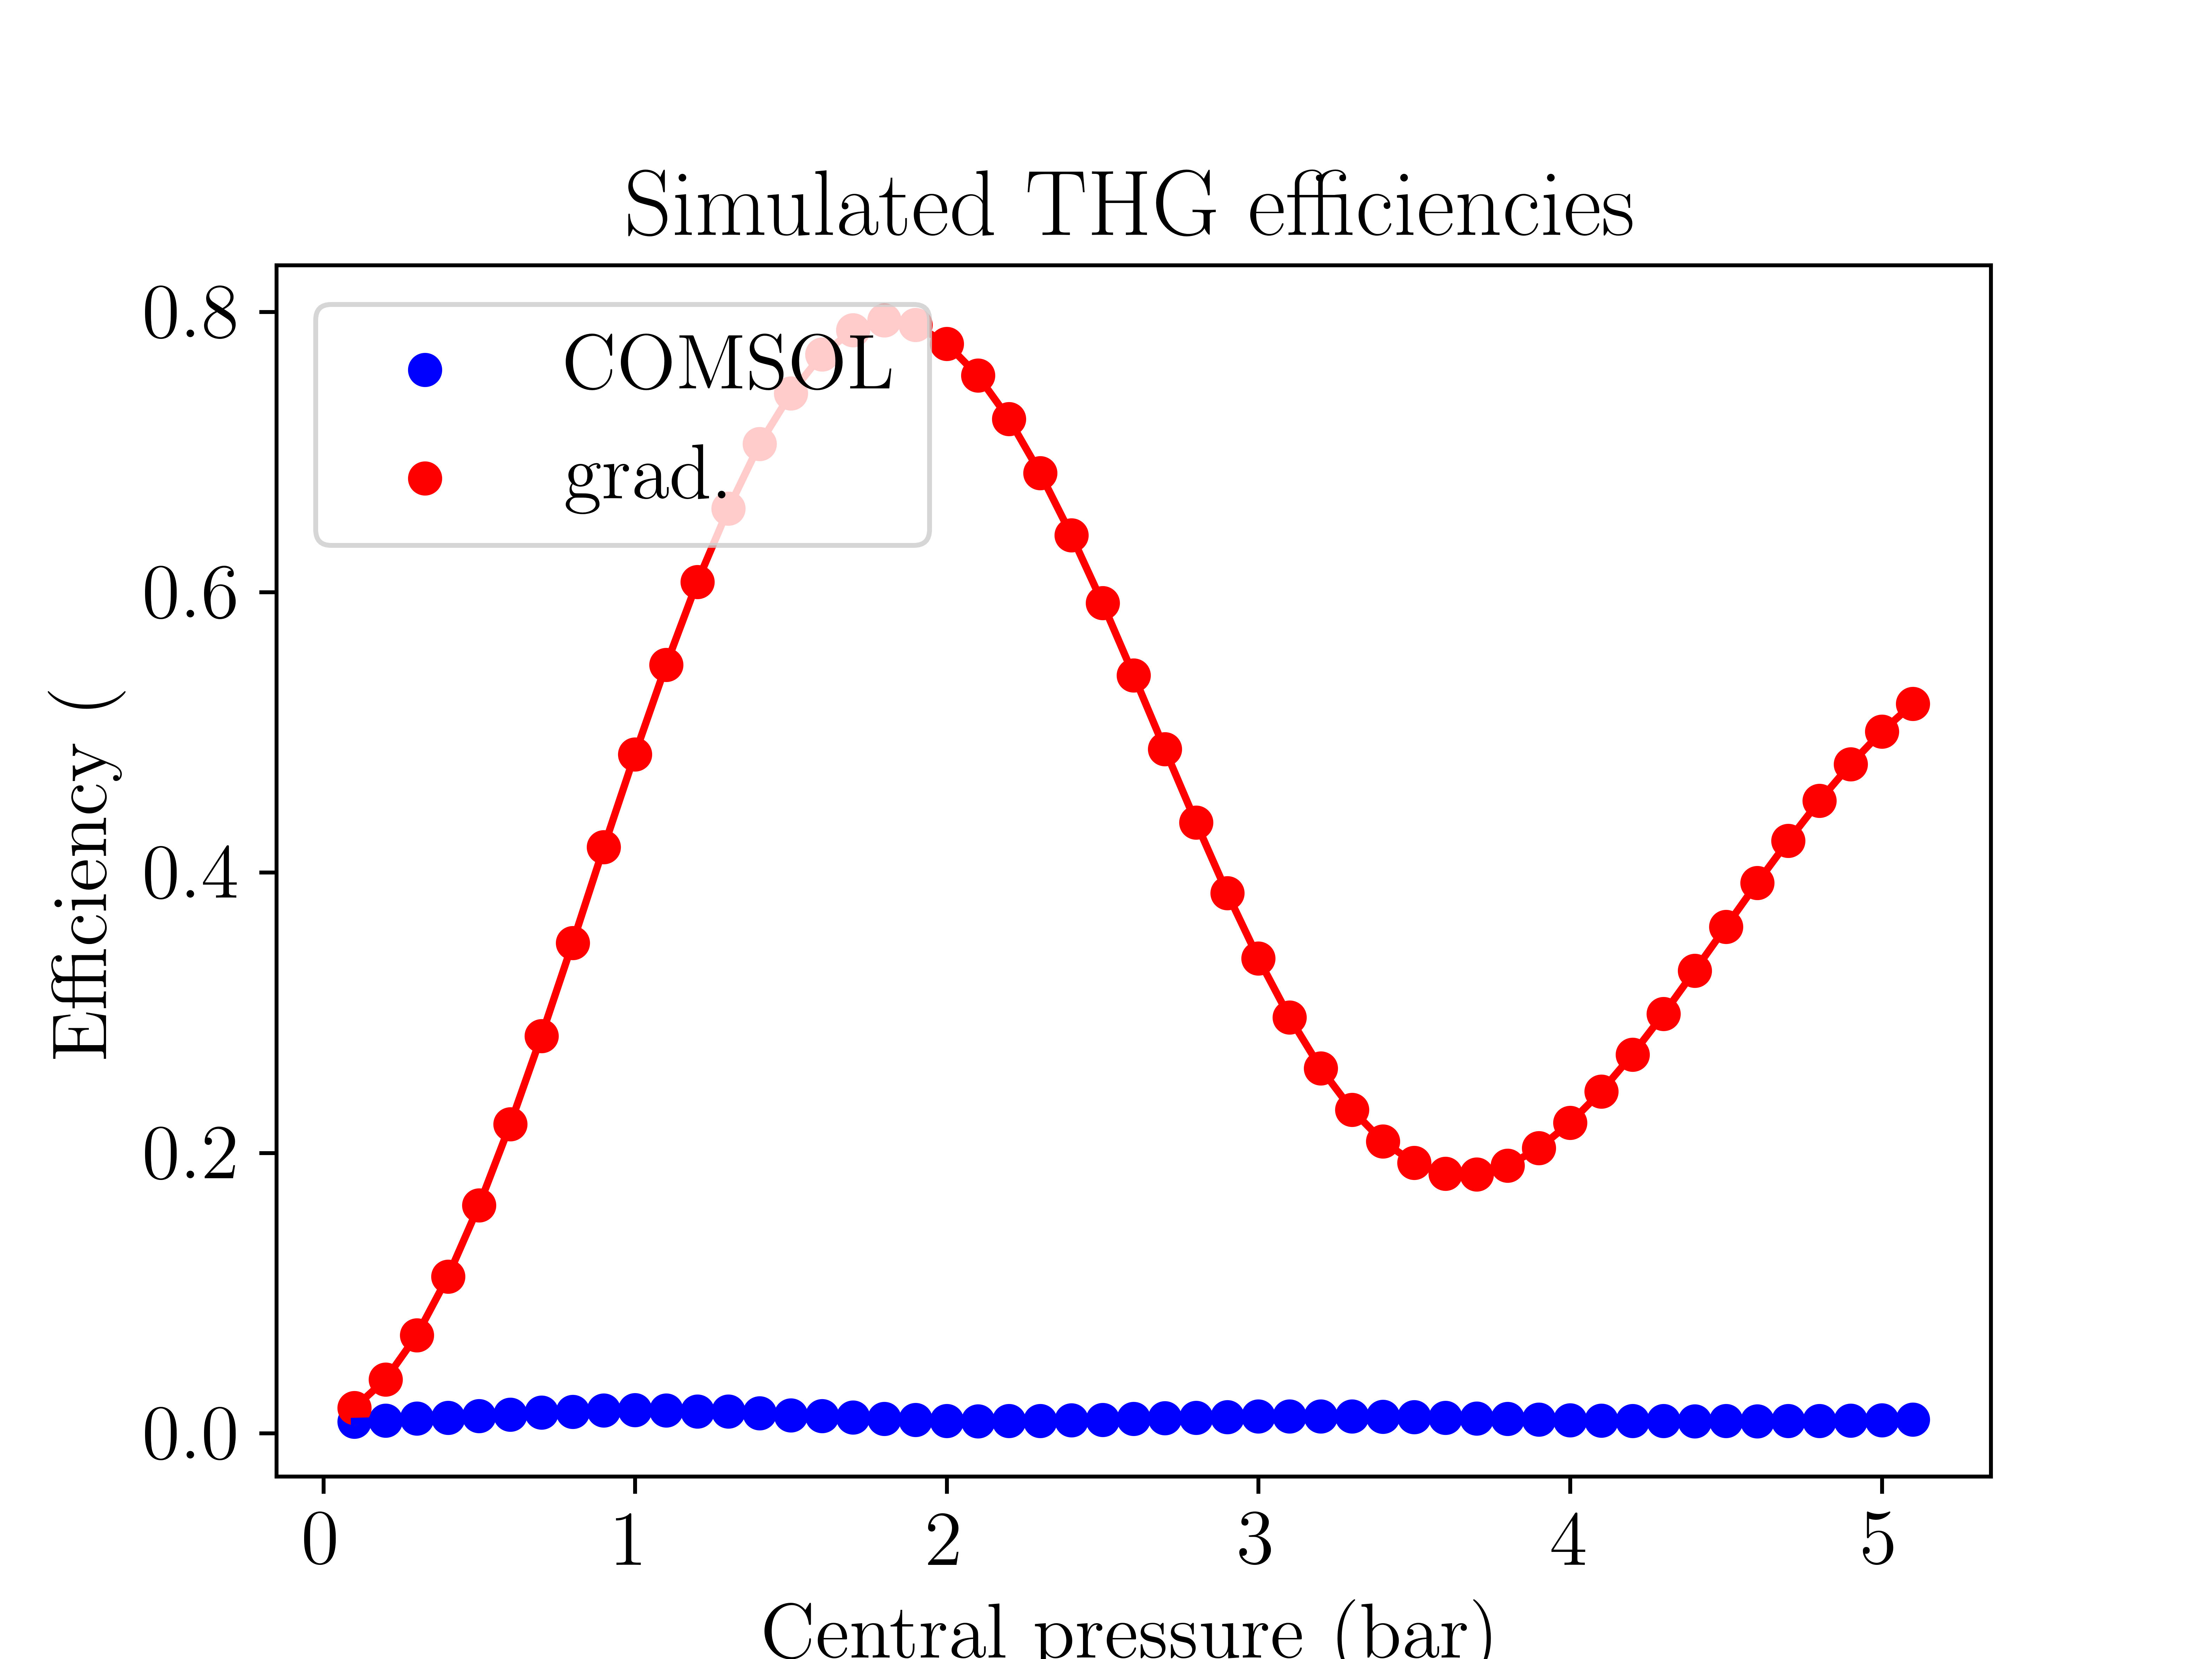 Simulated THG efficiencies
COMSOL
grad.
Efficiency (
0.8
0.6
0.4
0.2
0.0
0 1 2 3 4 5
Central pressure (bar)